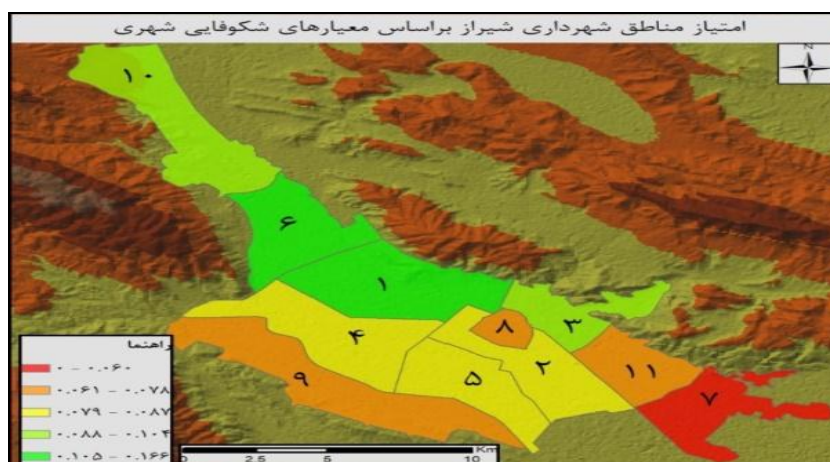 امتیاز مناطق شهرداری شیراز براساس معیارهای شکوفایی شهری
N
۱۰
۶
۱
۳
۸
۴
۲
۱۱
۵
۹
۷
راهنما
۰ – ۰.۰۶۰
۰.۰۶۱ – ۰.۰۷۸
۰.۰۷۹ – ۰.۰۸۷
۰.۰۸۸ – ۰.۱۰۴
۰.۱۰۵ – ۰.۱۶۶
Km
0 2.5 5 10